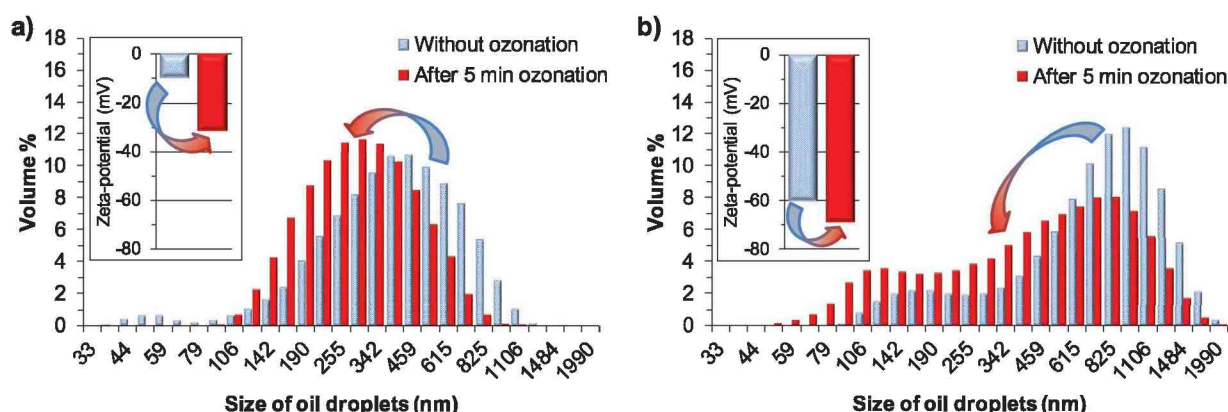 a)
18
16
14
12
10
8
6
4
2
0
Volume %
0
-20
-40
-60
-80
Zeta-potential (mV)
Without ozonation
After 5 min ozonation
33 44 59 79 106 142 190 255 342 459 615 825 1106 1484 1990
Size of oil droplets (nm)
b)
18
16
14
12
10
8
6
4
2
0
Volume %
0
-20
-40
-60
-80
Zeta-potential (mV)
Without ozonation
After 5 min ozonation
33 44 59 79 106 142 190 255 342 459 615 825 1106 1484 1990
Size of oil droplets (nm)